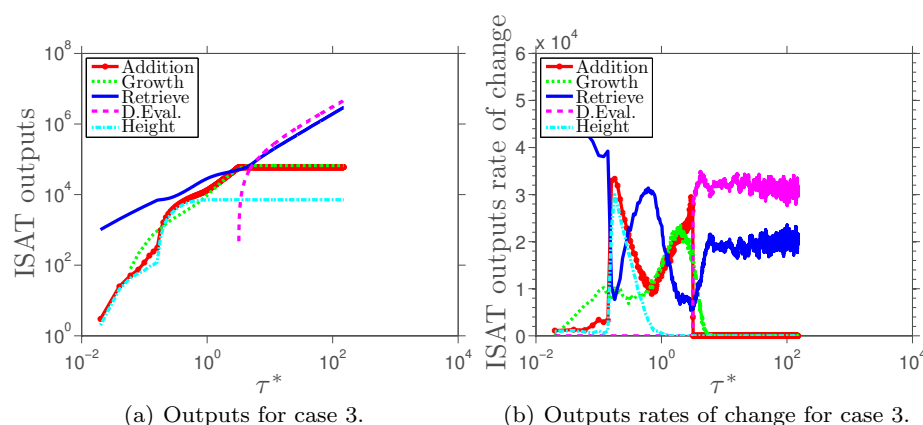 10^8
10^6
10^4
10^2
10^0
10^-2
10^0
10^2
10^4
ISAT outputs
τ*
Addition
Growth
Retrieve
D.Eval.
Height
(a) Outputs for case 3.
x 10^4
6
5
4
3
2
1
0
10^-2
10^0
10^2
10^4
ISAT outputs rate of change
τ*
Addition
Growth
Retrieve
D.Eval.
Height
(b) Outputs rates of change for case 3.